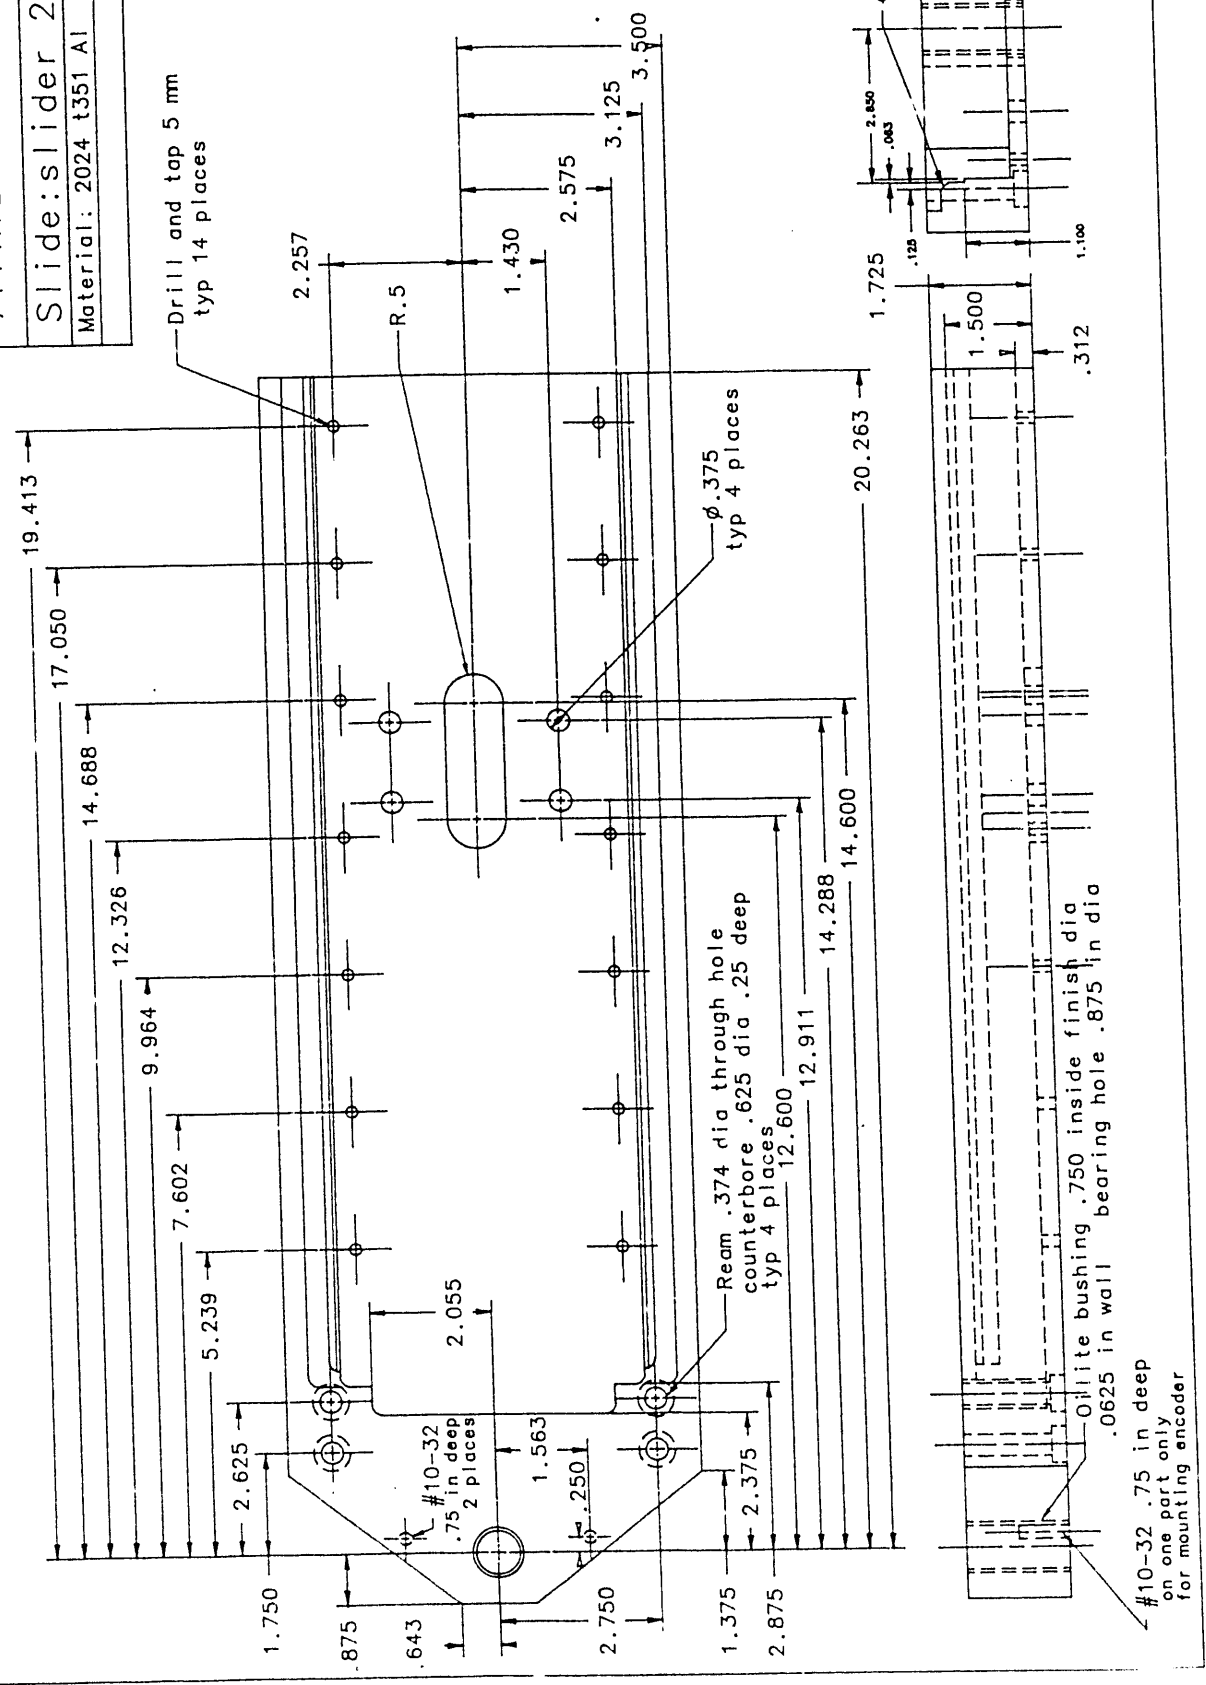 Slide:slider 2
Material: 2024 t351 Al
Drill and tap 5 mm
typ 14 places
19.413
17.050
14.688
12.326
9.964
7.602
5.239
2.625
1.750
.875
.643
2.257
3.500
3.125
2.575
1.430
R.5
Ø.375
typ 4 places
20.263
14.600
14.288
12.911
12.600
Ream .374 dia through hole
counterbore .625 dia .25 deep
typ 4 places
2.055
#10-32
.75 in deep
2 places
1.563
.250
2.375
2.750
1.375
2.875
2.850
.063
.125
1.100
1.725
1.500
.312
Oilite bushing .750 inside finish dia
.0625 in wall bearing hole .875 in dia
#10-32 .75 in deep
on one part only
for mounting encoder